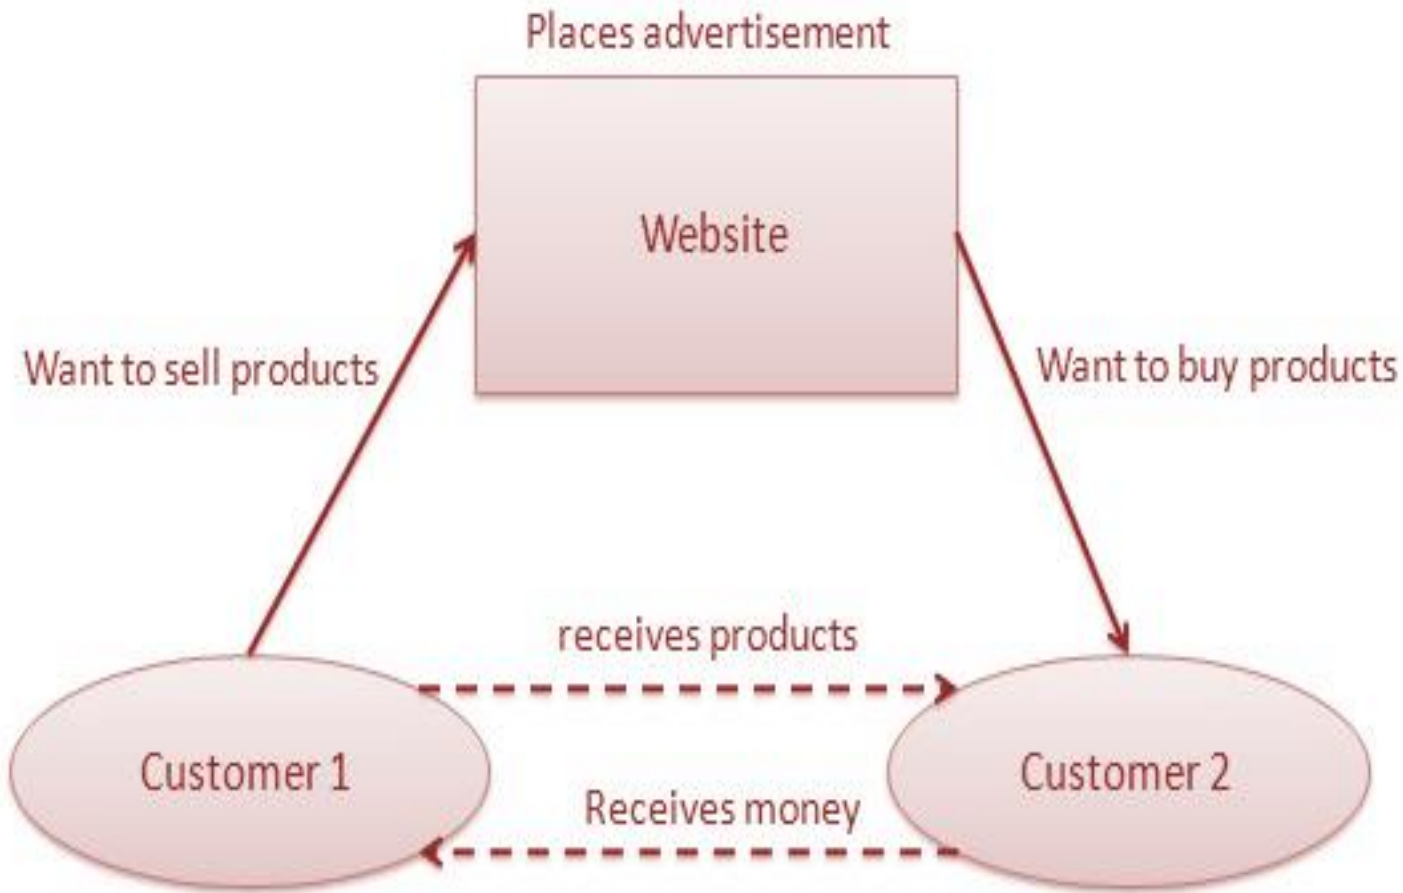 Places advertisement
Website
Want to sell products
Want to buy products
receives products
Customer 1
Customer 2
Receives money